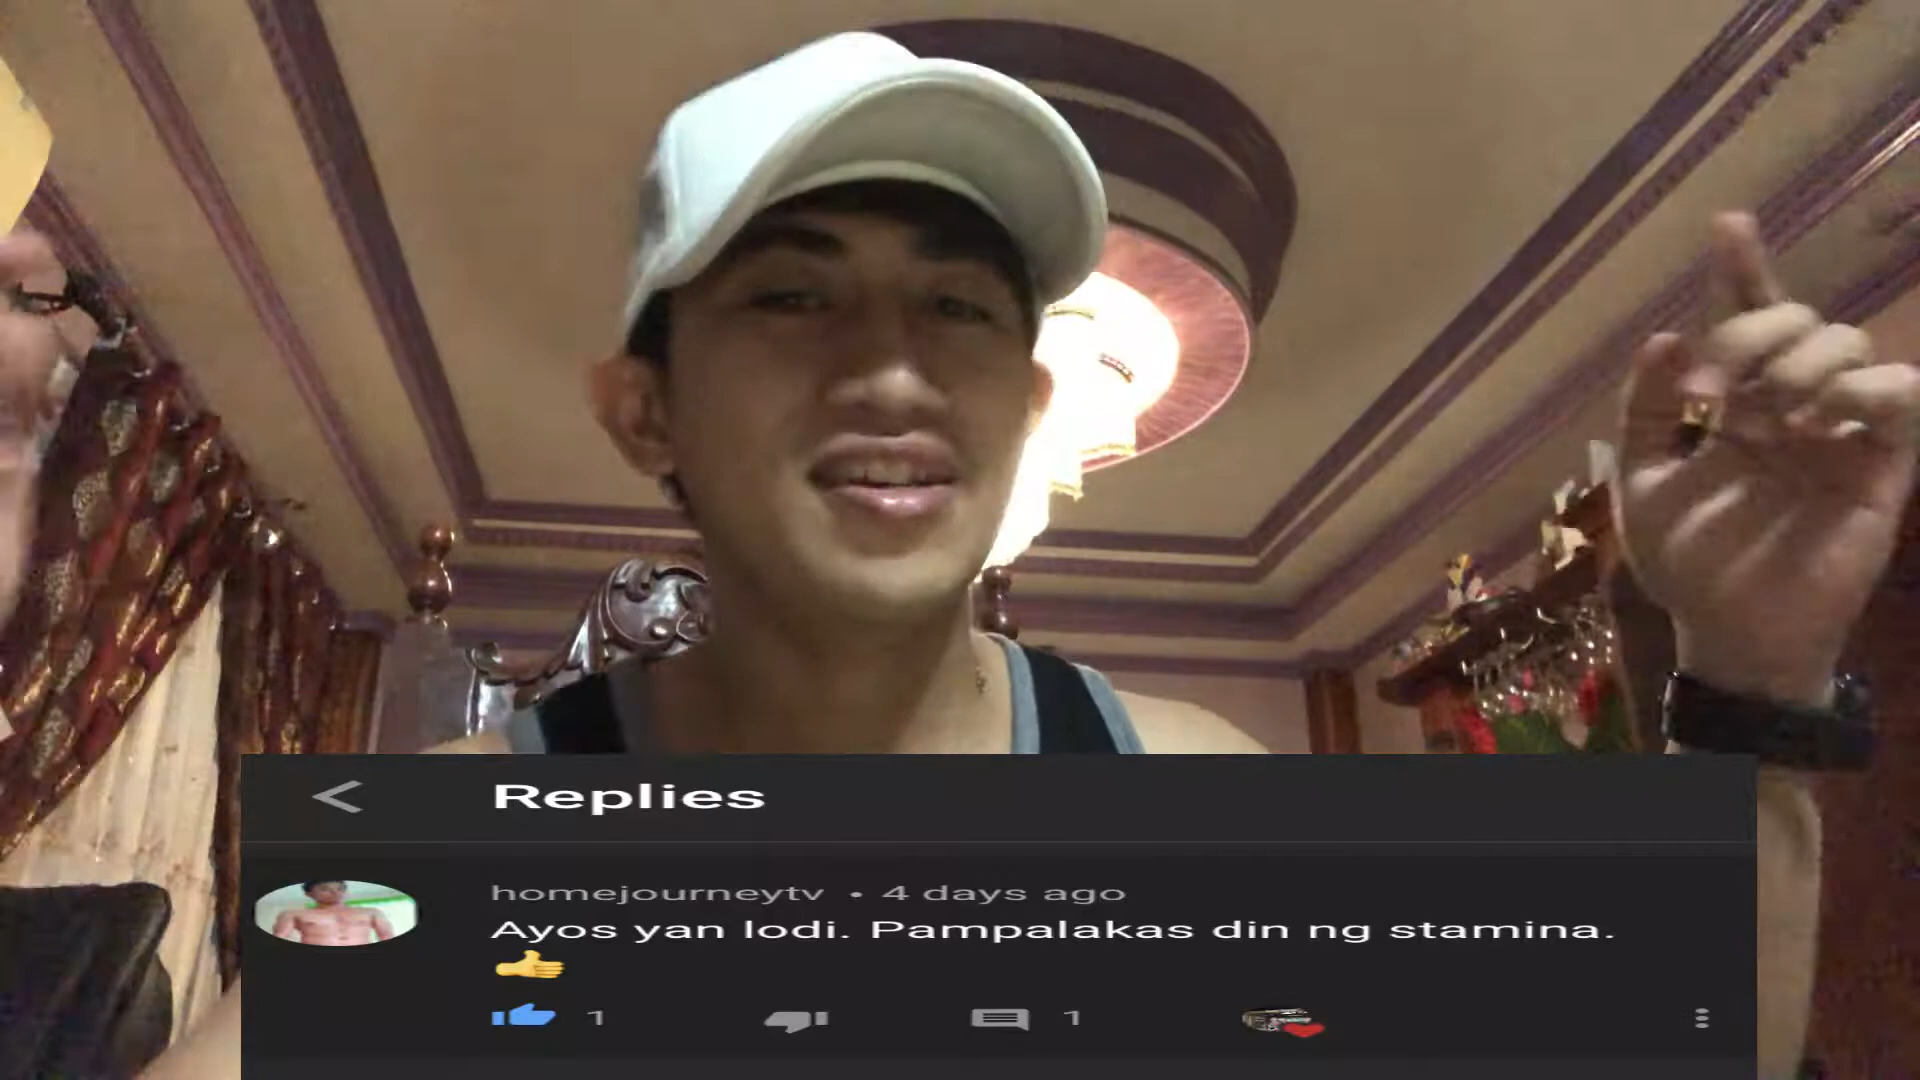 Replies
homejourneytv • 4 days ago
Ayos yan lodi. Pampalakas din ng stamina.
👍
1 1